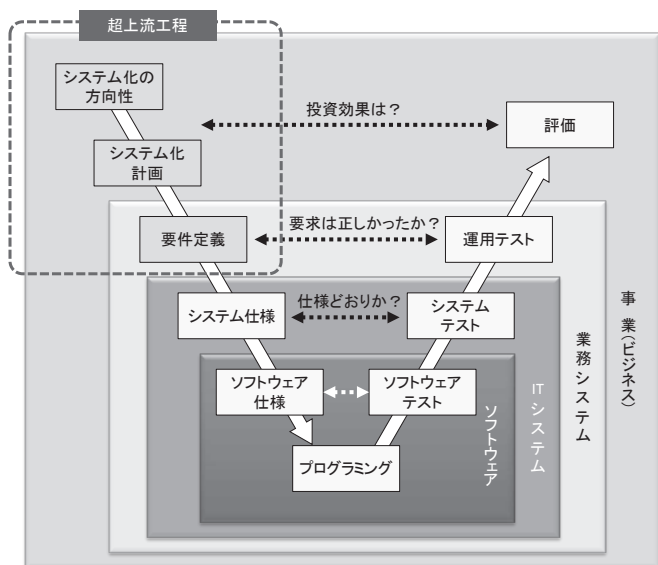 超上流工程
システム化の
方向性
投資効果は？
評価
システム化
計画
要件定義
要求は正しかったか？
運用テスト
システム仕様
仕様どおりか？
システム
テスト
ソフトウェア
仕様
ソフトウェア
テスト
プログラミング
ソフトウェア
ITシステム
業務システム
事業(ビジネス)